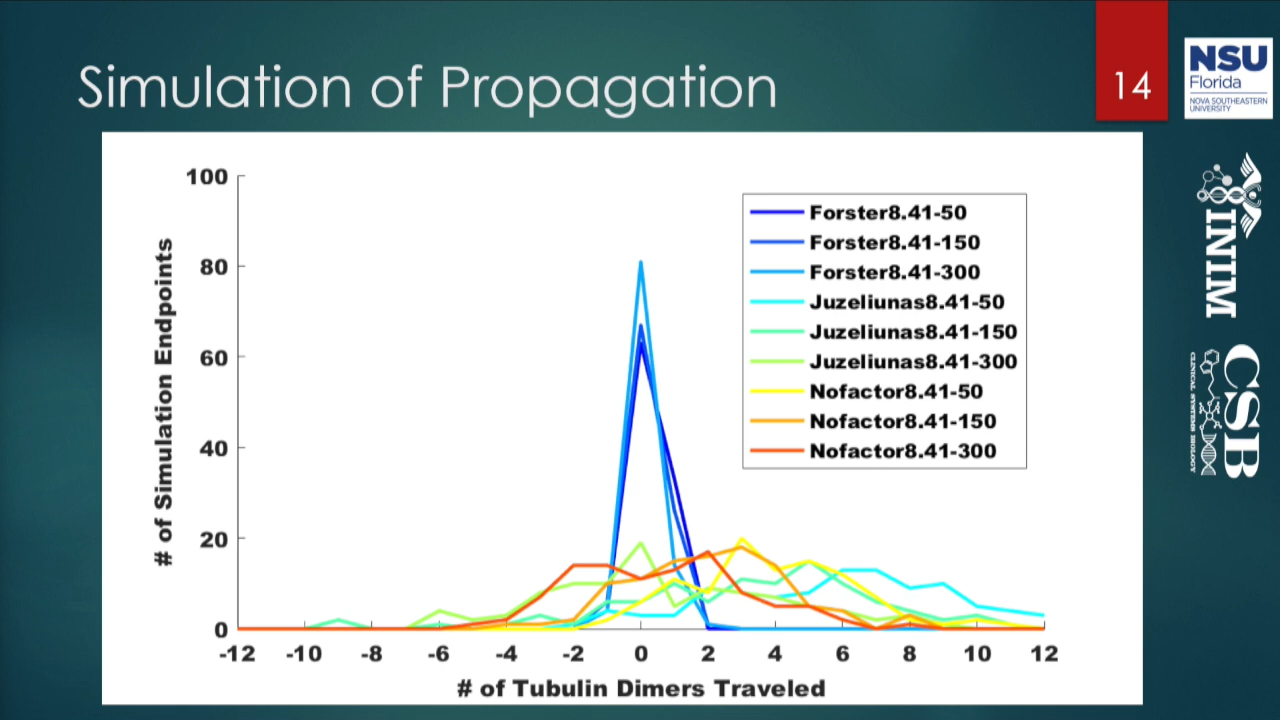 Simulation of Propagation
14
NSU
Florida
NOVA SOUTHEASTERN
UNIVERSITY
INIM
CSB
CLINICAL SYSTEMS BIOLOGY
# of Simulation Endpoints
100
80
60
40
20
0
Forster8.41-50
Forster8.41-150
Forster8.41-300
Juzeliunas8.41-50
Juzeliunas8.41-150
Juzeliunas8.41-300
Nofactor8.41-50
Nofactor8.41-150
Nofactor8.41-300
-12 -10 -8 -6 -4 -2 0 2 4 6 8 10 12
# of Tubulin Dimers Traveled